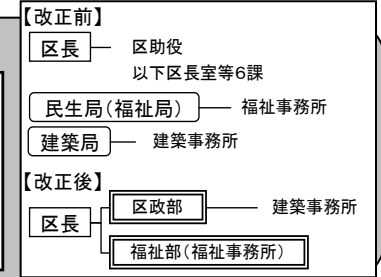 【改正前】
区長 区助役
以下区長室等6課
民生局(福祉局) 福祉事務所
建築局 建築事務所
【改正後】
区政部 建築事務所
区長
福祉部(福祉事務所)